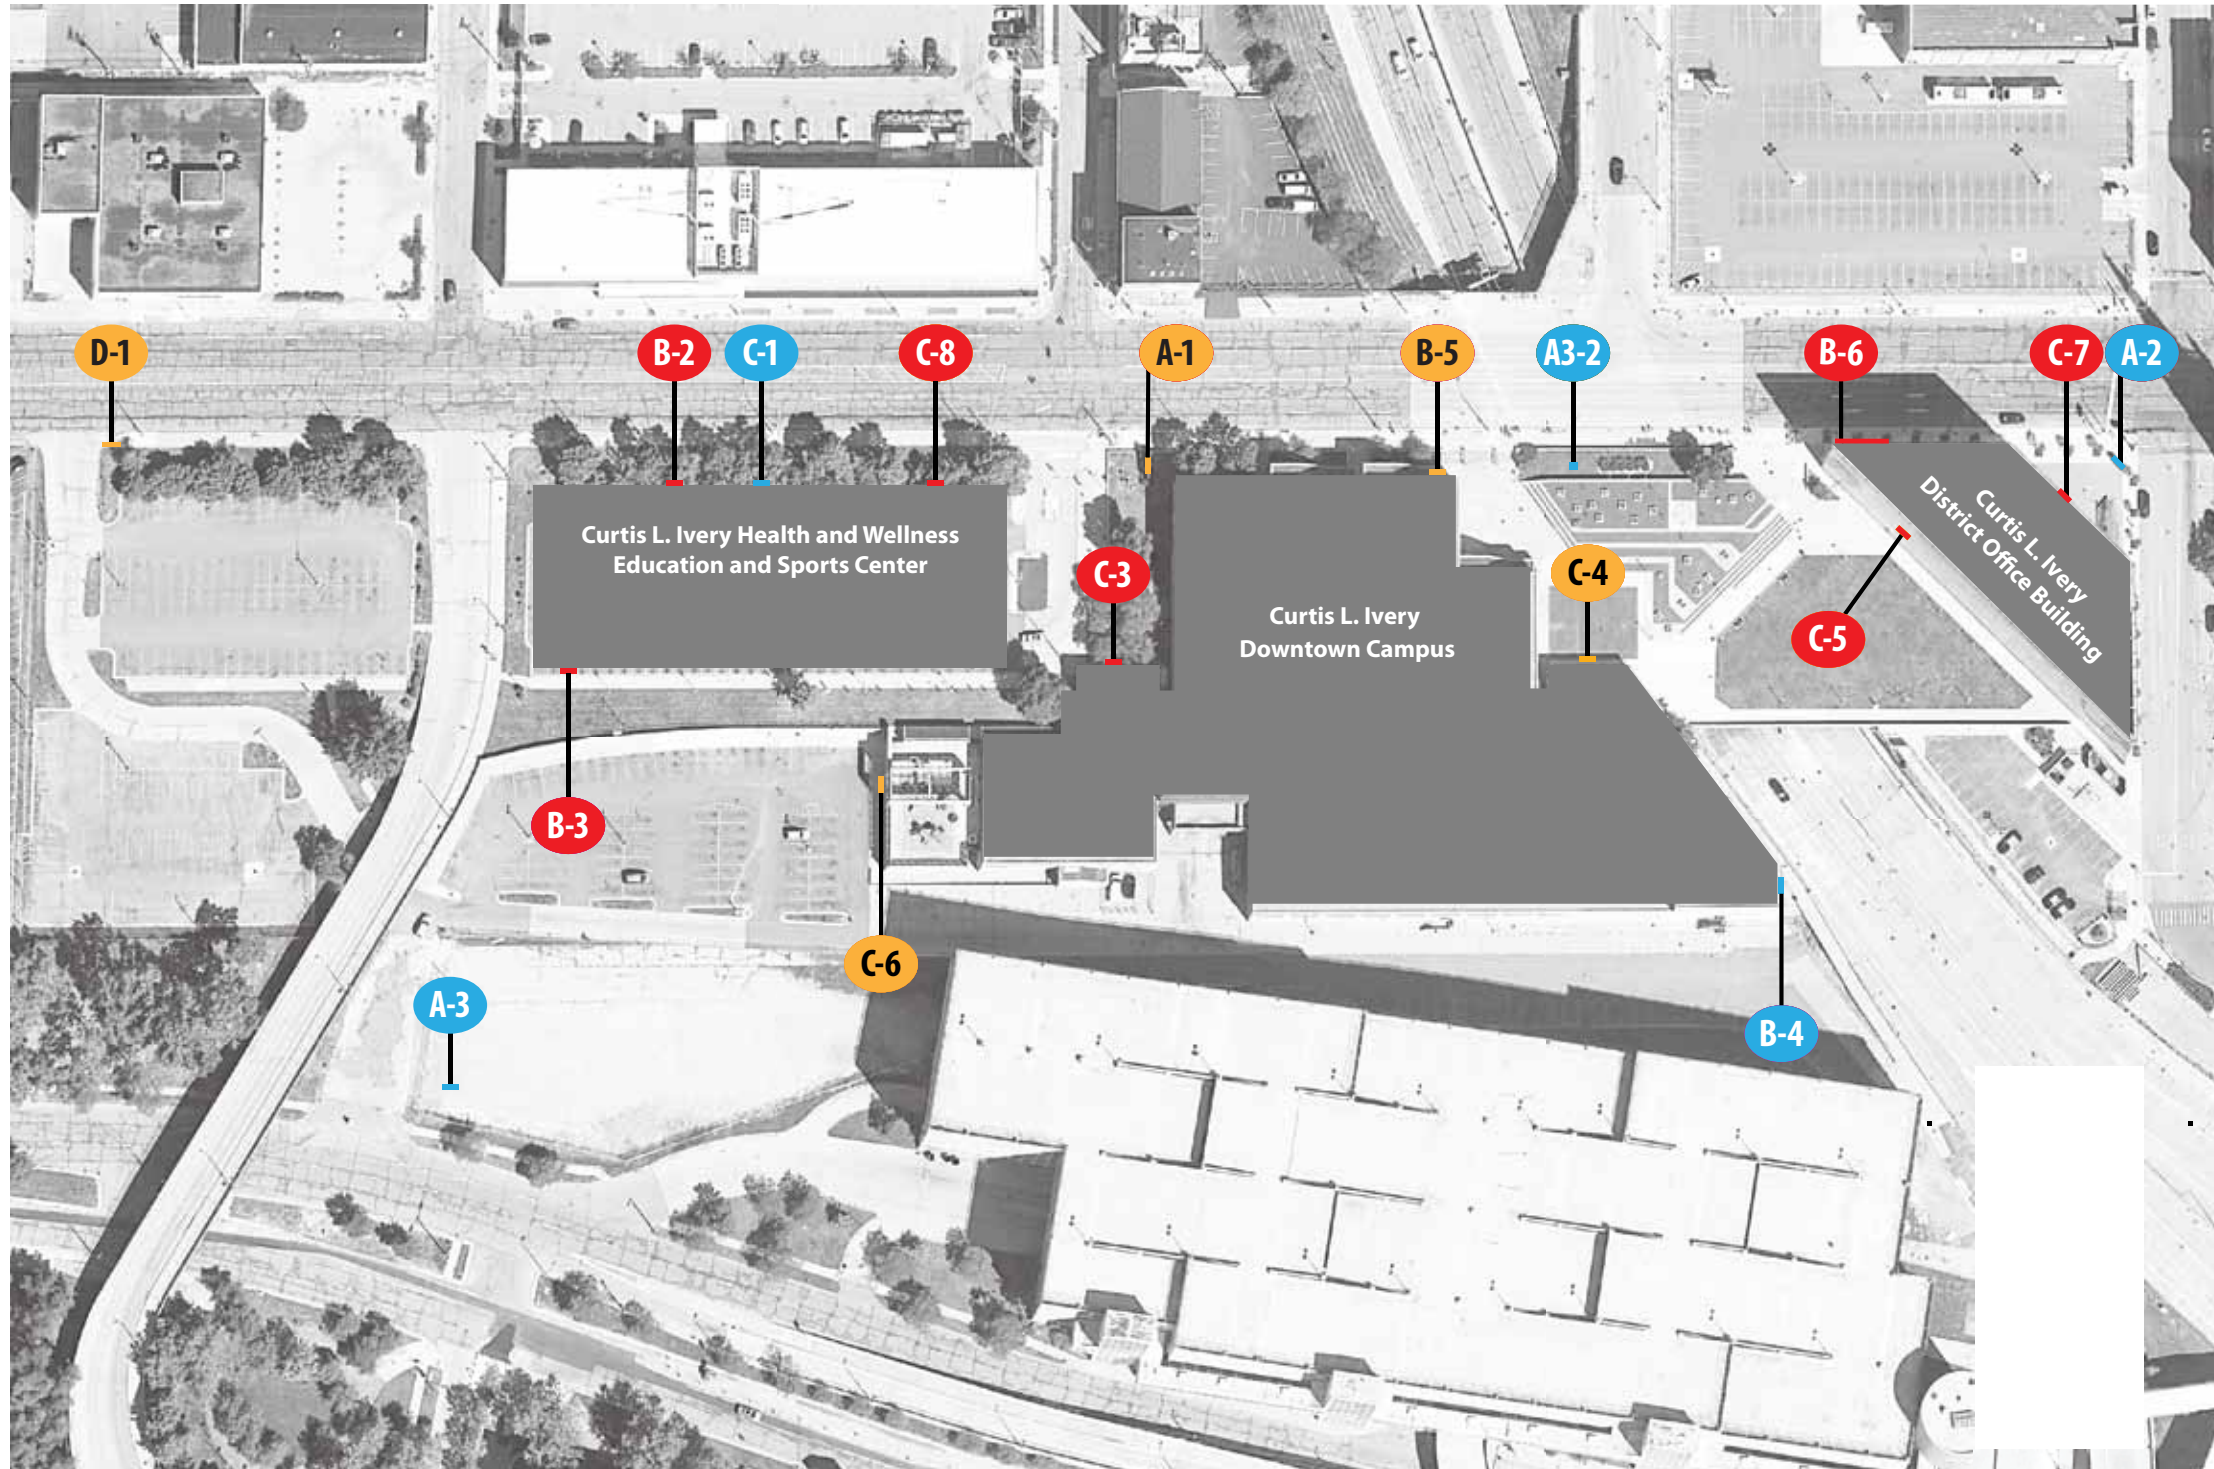 D-1
B-2
C-1
C-8
A-1
B-5
A3-2
B-6
C-7
A-2
Curtis L. Ivery Health and Wellness
Education and Sports Center
C-3
C-4
Curtis L. Ivery
Downtown Campus
C-5
Curtis L. Ivery
District Office Building
B-3
C-6
A-3
B-4